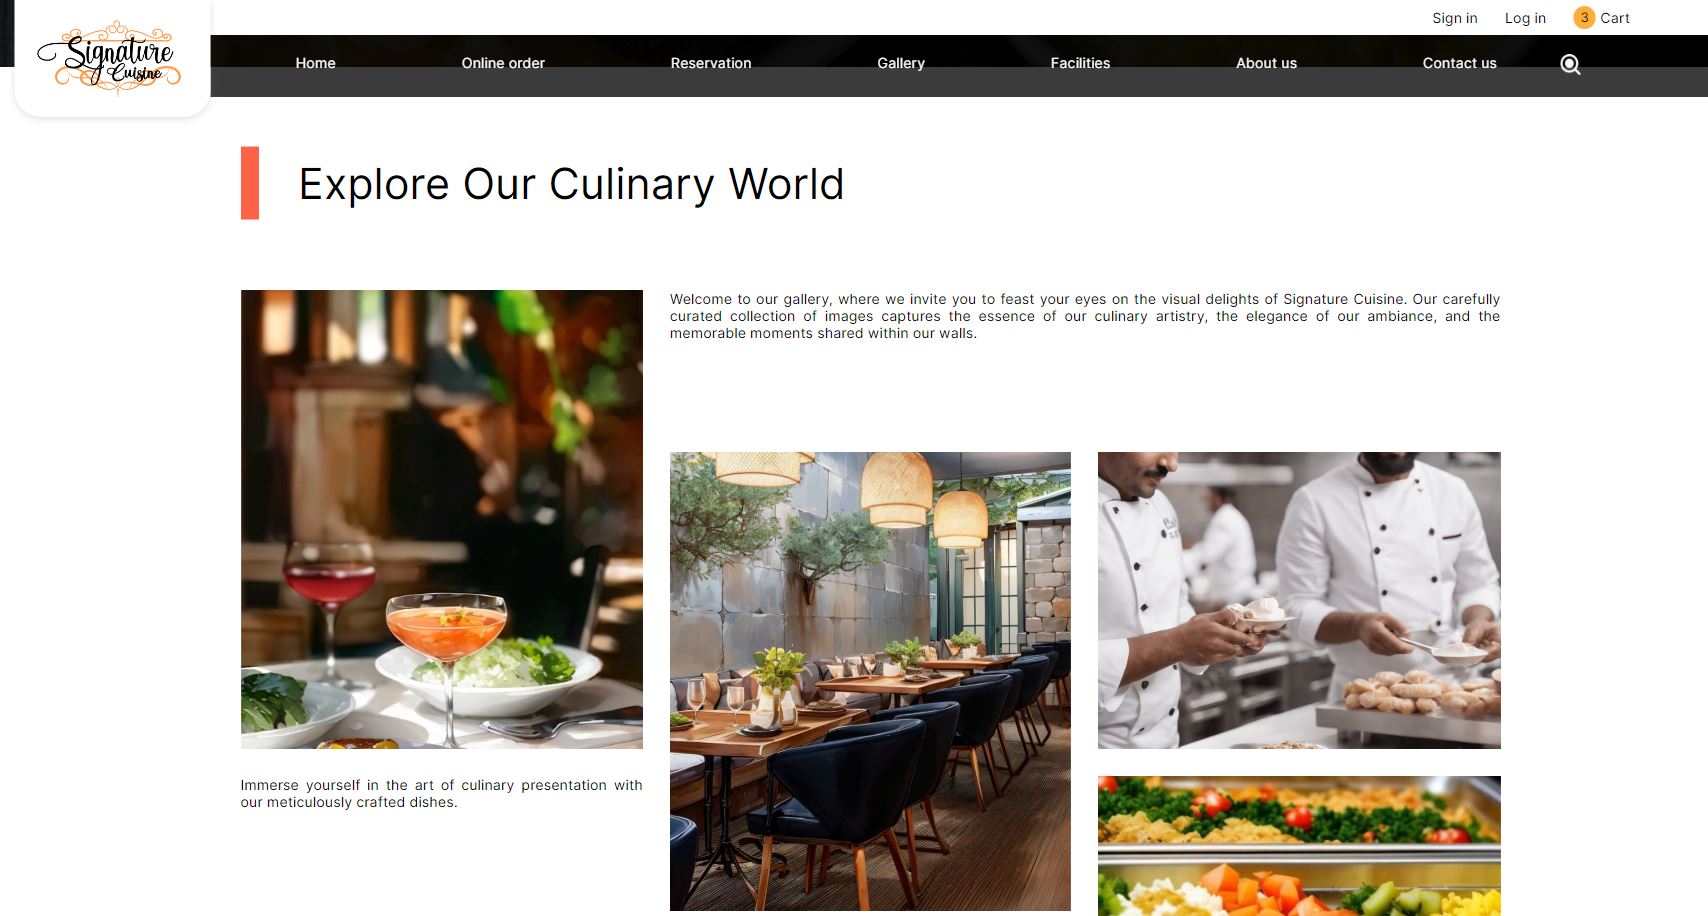 Signature
Cuisine
Sign in
Log in
3
Cart
Home
Online order
Reservation
Gallery
Facilities
About us
Contact us
Explore Our Culinary World
Welcome to our gallery, where we invite you to feast your eyes on the visual delights of Signature Cuisine. Our carefully
curated collection of images captures the essence of our culinary artistry, the elegance of our ambiance, and the
memorable moments shared within our walls.
Immerse yourself in the art of culinary presentation with
our meticulously crafted dishes.